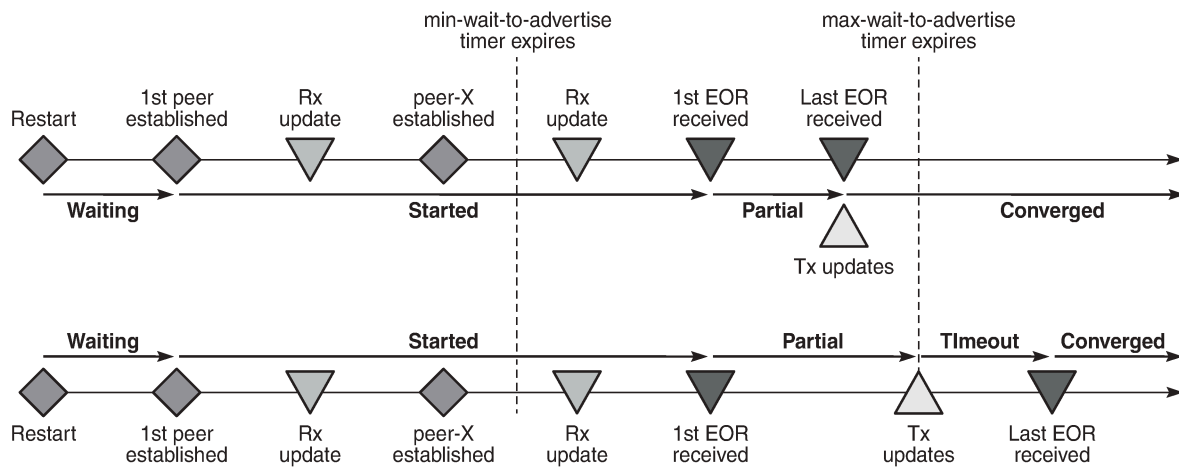 min-wait-to-advertise
timer expires
max-wait-to-advertise
timer expires
Restart
1st peer
established
Rx
update
peer-X
established
Rx
update
1st EOR
received
Last EOR
received
Waiting
Started
Partial
Converged
Tx updates
Waiting
Started
Partial
TImeout
Converged
Restart
1st peer
established
Rx
update
peer-X
established
Rx
update
1st EOR
received
Tx
updates
Last EOR
received